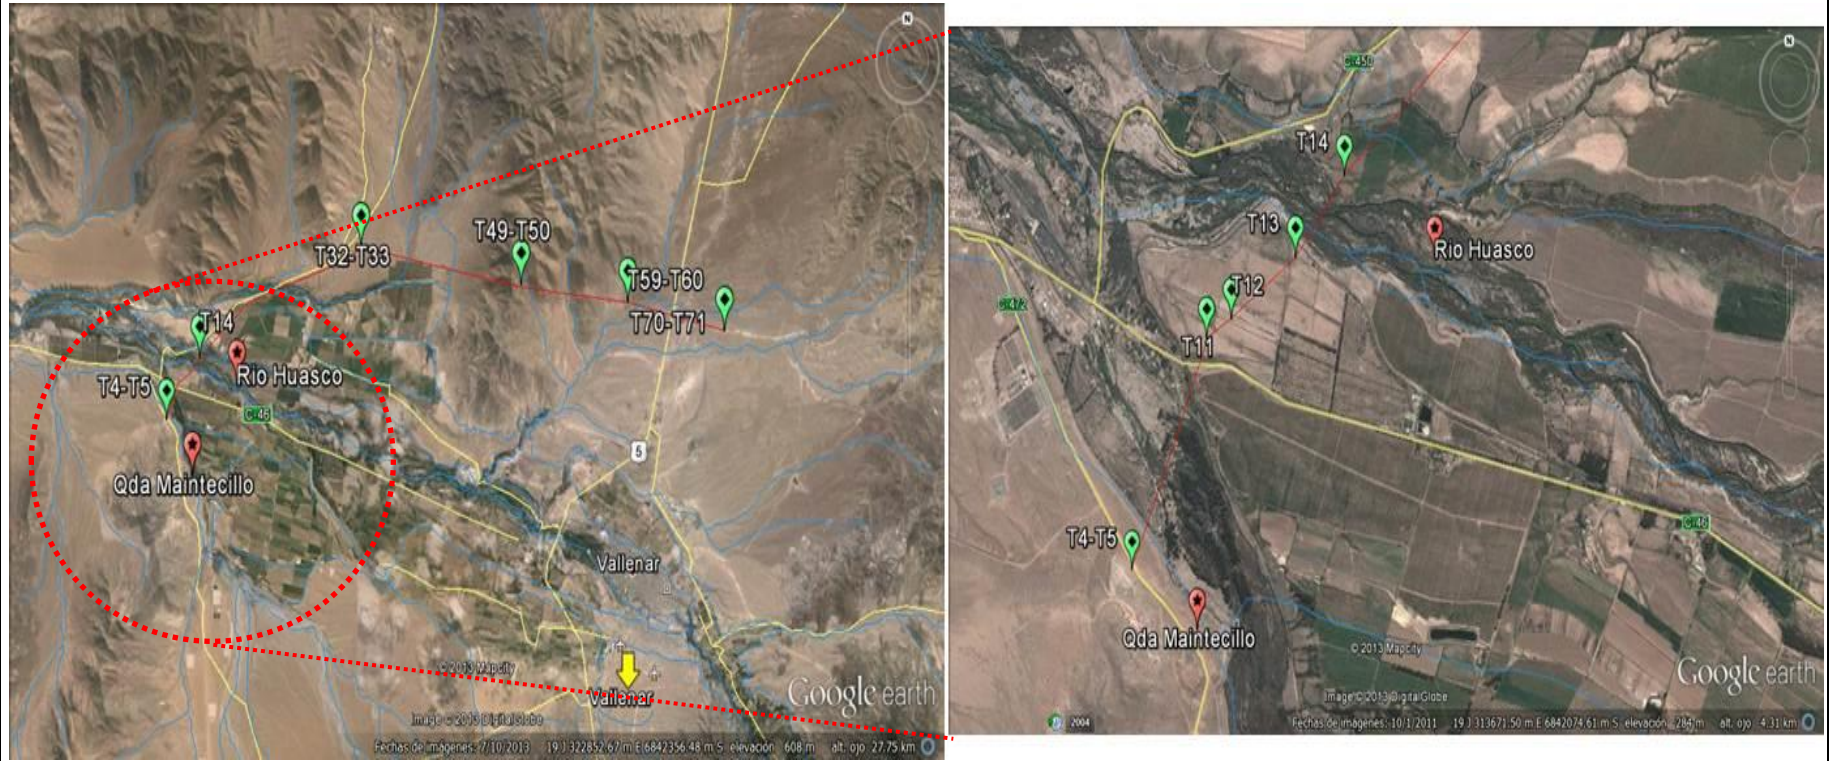 N
T32-T33
T49-T50
T59-T60
T70-T71
T14
Rio Huasco
T4-T5
C-46
Qda Maintecillo
5
Vallenar
Vallenar
© 2013 Mapcity
Google earth
Image © 2013 DigitalGlobe
Fechas de imágenes: 7/10/2013 19 J 322852.67 m E 6842356.48 m S elevación 608 m alt. ojo 27.75 km
N
C-450
T14
T13
Rio Huasco
T12
C-472
T11
C-46
T4-T5
Qda Maintecillo
© 2013 Mapcity
Google earth
Image © 2013 DigitalGlobe
2004
Fechas de imágenes: 10/1/2011 19 J 313671.50 m E 6842074.61 m S elevación 284 m alt. ojo 4.31 km